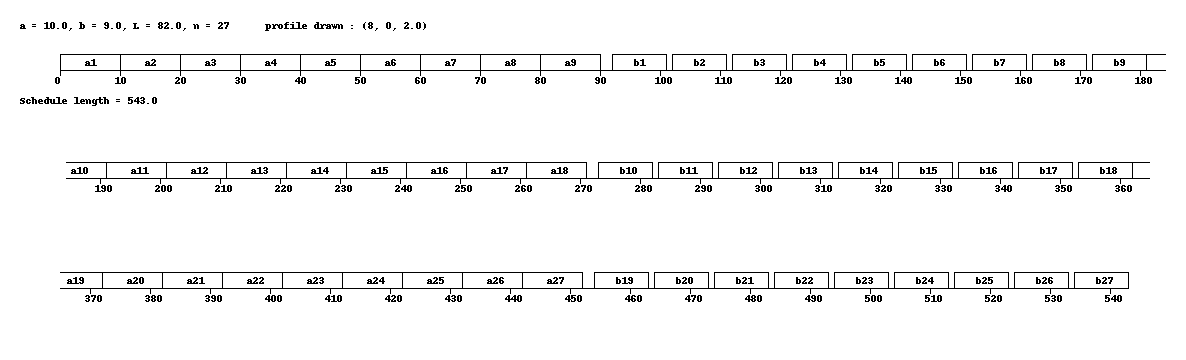 a = 10.0, b = 9.0, L = 82.0, n = 27 profile drawn : (8, 0, 2.0)
a1 a2 a3 a4 a5 a6 a7 a8 a9 b1 b2 b3 b4 b5 b6 b7 b8 b9
0 10 20 30 40 50 60 70 80 90 100 110 120 130 140 150 160 170 180
Schedule length = 543.0
a10 a11 a12 a13 a14 a15 a16 a17 a18 b10 b11 b12 b13 b14 b15 b16 b17 b18
190 200 210 220 230 240 250 260 270 280 290 300 310 320 330 340 350 360
a19 a20 a21 a22 a23 a24 a25 a26 a27 b19 b20 b21 b22 b23 b24 b25 b26 b27
370 380 390 400 410 420 430 440 450 460 470 480 490 500 510 520 530 540